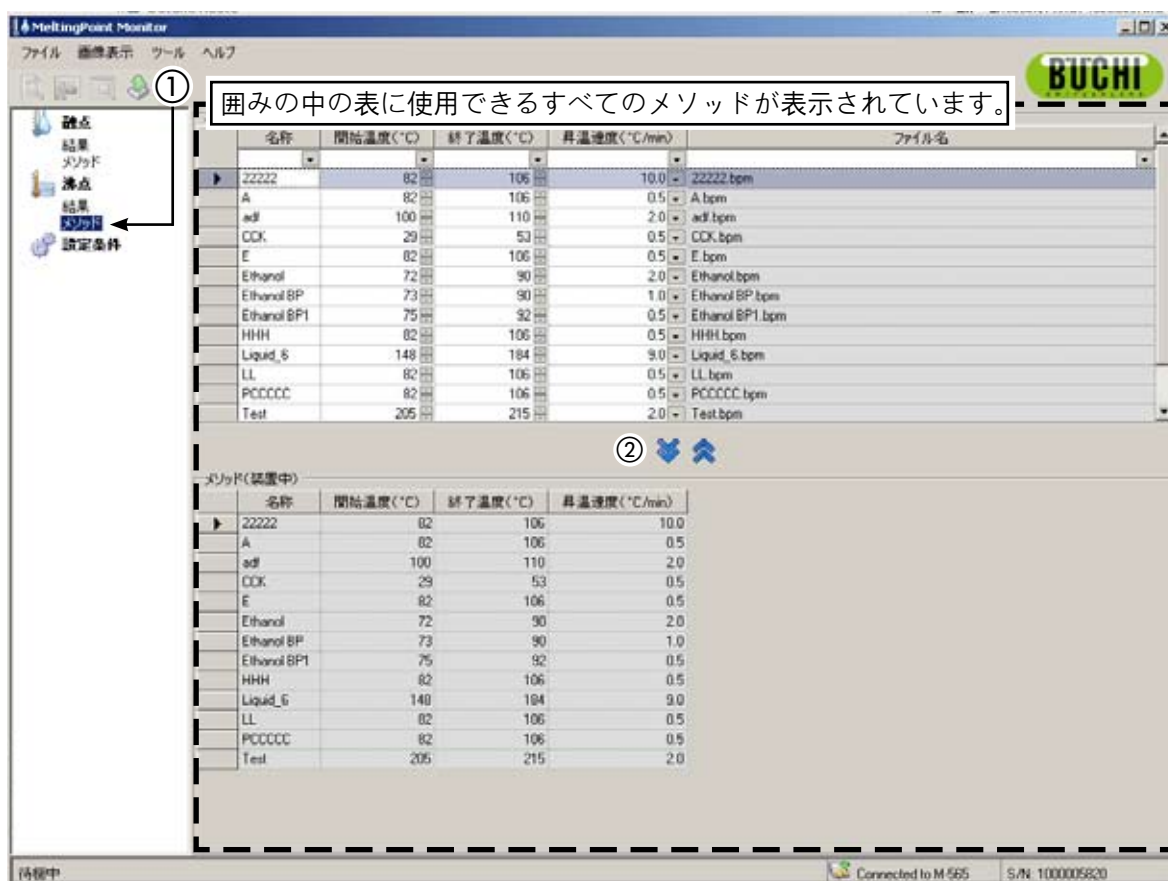 MeltingPoint Monitor
ファイル 画像表示 ツール ヘルプ
①
BUCHI
SWITZERLAND
囲みの中の表に使用できるすべてのメソッドが表示されています。
融点
結果
メソッド
沸点
結果
メソッド
設定条件
名称 開始温度(°C) 終了温度(°C) 昇温速度(°C/min) ファイル名
22222 82 106 10.0 22222.bpm
A 82 106 0.5 A.bpm
adf 100 110 2.0 adf.bpm
CCK 29 53 0.5 CCK.bpm
E 82 106 0.5 E.bpm
Ethanol 72 90 2.0 Ethanol.bpm
Ethanol BP 73 90 1.0 Ethanol BP.bpm
Ethanol BP1 75 92 0.5 Ethanol BP1.bpm
HHH 82 106 0.5 HHH.bpm
Liquid_6 148 184 9.0 Liquid_6.bpm
LL 82 106 0.5 LL.bpm
PCCCCC 82 106 0.5 PCCCCC.bpm
Test 205 215 2.0 Test.bpm
②
メソッド(装置中)
名称 開始温度(°C) 終了温度(°C) 昇温速度(°C/min)
22222 82 106 10.0
A 82 106 0.5
adf 100 110 2.0
CCK 29 53 0.5
E 82 106 0.5
Ethanol 72 90 2.0
Ethanol BP 73 90 1.0
Ethanol BP1 75 92 0.5
HHH 82 106 0.5
Liquid_6 148 184 9.0
LL 82 106 0.5
PCCCCC 82 106 0.5
Test 205 215 2.0
待機中 Connected to M-565 S/N: 1000005820